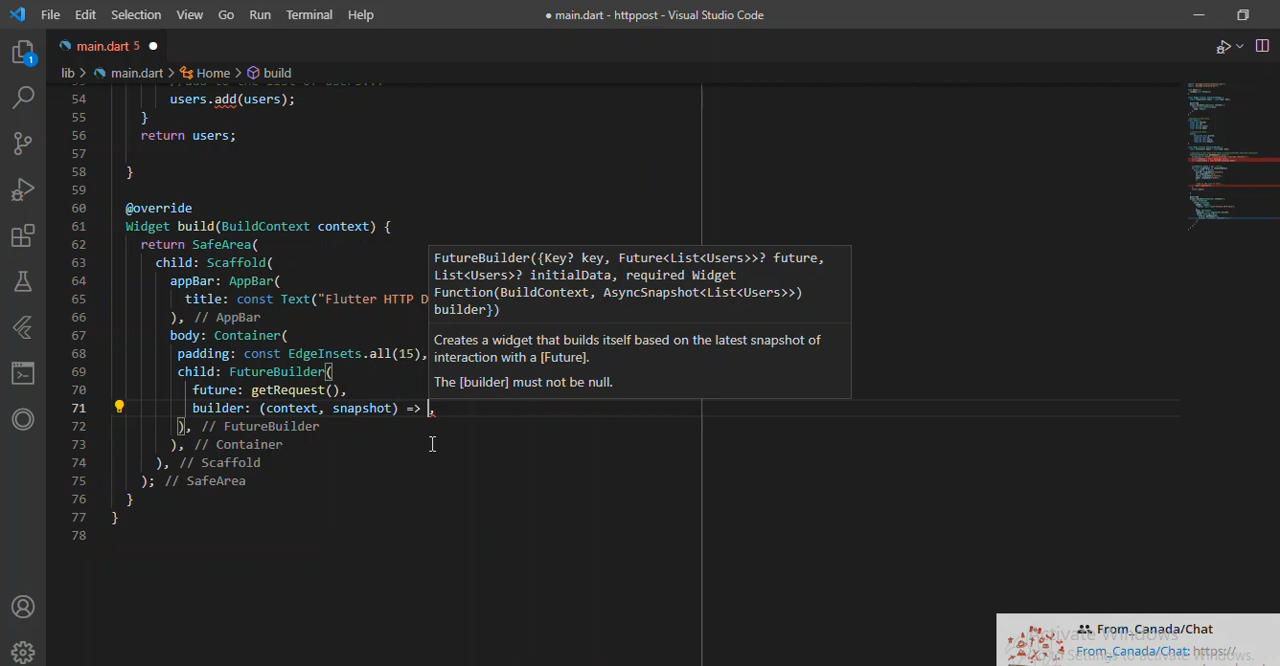 File Edit Selection View Go Run Terminal Help
● main.dart - httppost - Visual Studio Code
1
main.dart 5 ●
lib > main.dart > Home > build
54 users.add(users);
55 }
56 return users;
57
58 }
59
60 @override
61 Widget build(BuildContext context) {
62 return SafeArea(
63 child: Scaffold(
64 appBar: AppBar(
65 title: const Text("Flutter HTTP D
66 ), // AppBar
67 body: Container(
68 padding: const EdgeInsets.all(15),
69 child: FutureBuilder(
70 future: getRequest(),
71 builder: (context, snapshot) => ,
72 ), // FutureBuilder
73 ), // Container
74 ), // Scaffold
75 ); // SafeArea
76 }
77 }
78
FutureBuilder({Key? key, Future<List<Users>>? future,
List<Users>? initialData, required Widget
Function(BuildContext, AsyncSnapshot<List<Users>>)
builder})
Creates a widget that builds itself based on the latest snapshot of
interaction with a [Future].
The [builder] must not be null.
From_Canada/Chat
Activate Windows
From_Canada/Chat: https://